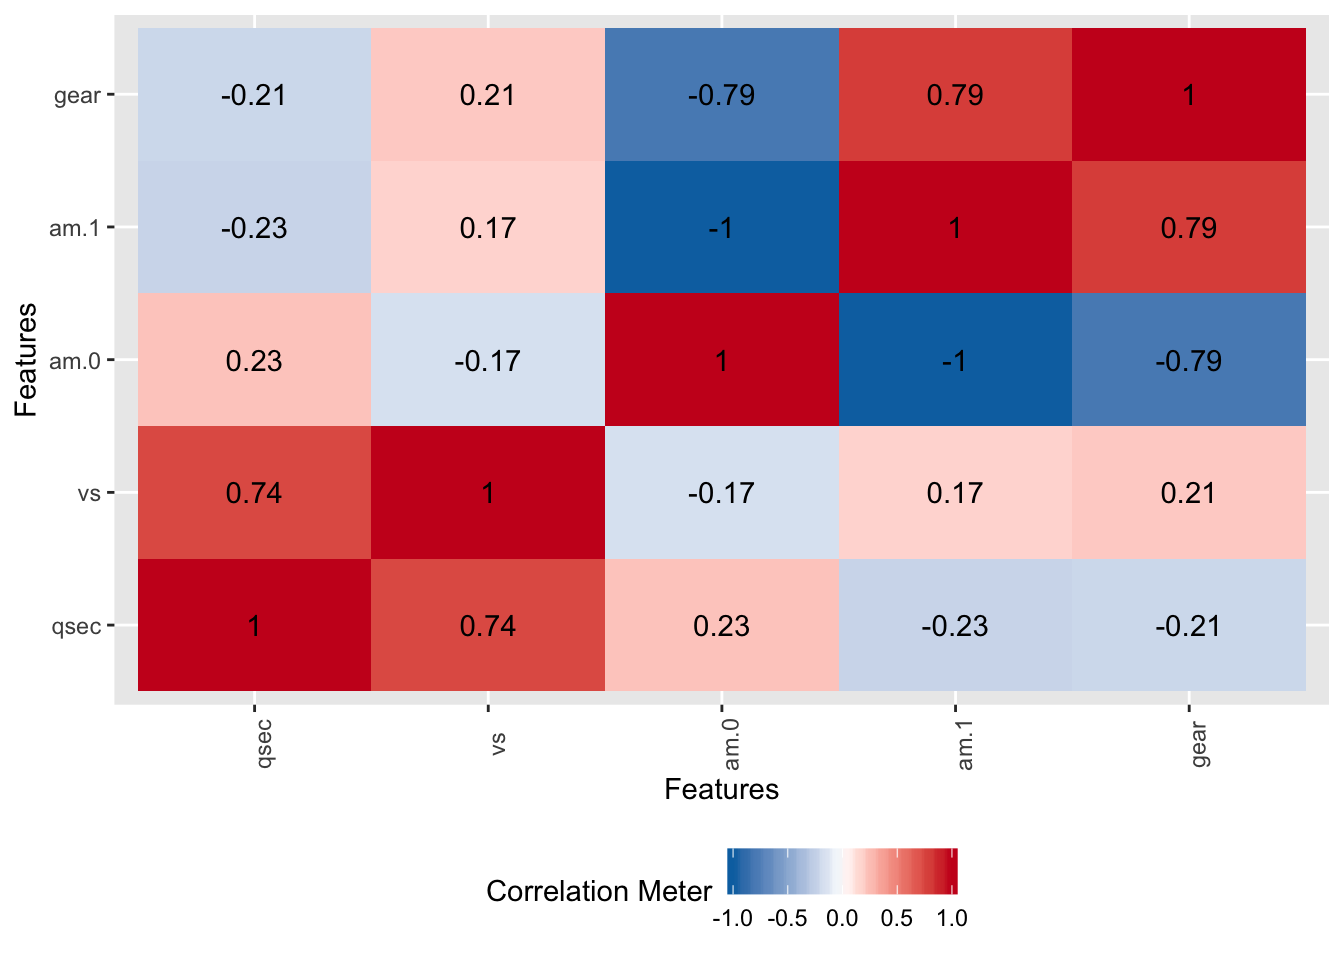 gear -0.21 0.21 -0.79 0.79 1
am.1 -0.23 0.17 -1 1 0.79
am.0 0.23 -0.17 1 -1 -0.79
vs 0.74 1 -0.17 0.17 0.21
qsec 1 0.74 0.23 -0.23 -0.21
Features
qsec vs am.0 am.1 gear
Features
Correlation Meter
-1.0 -0.5 0.0 0.5 1.0